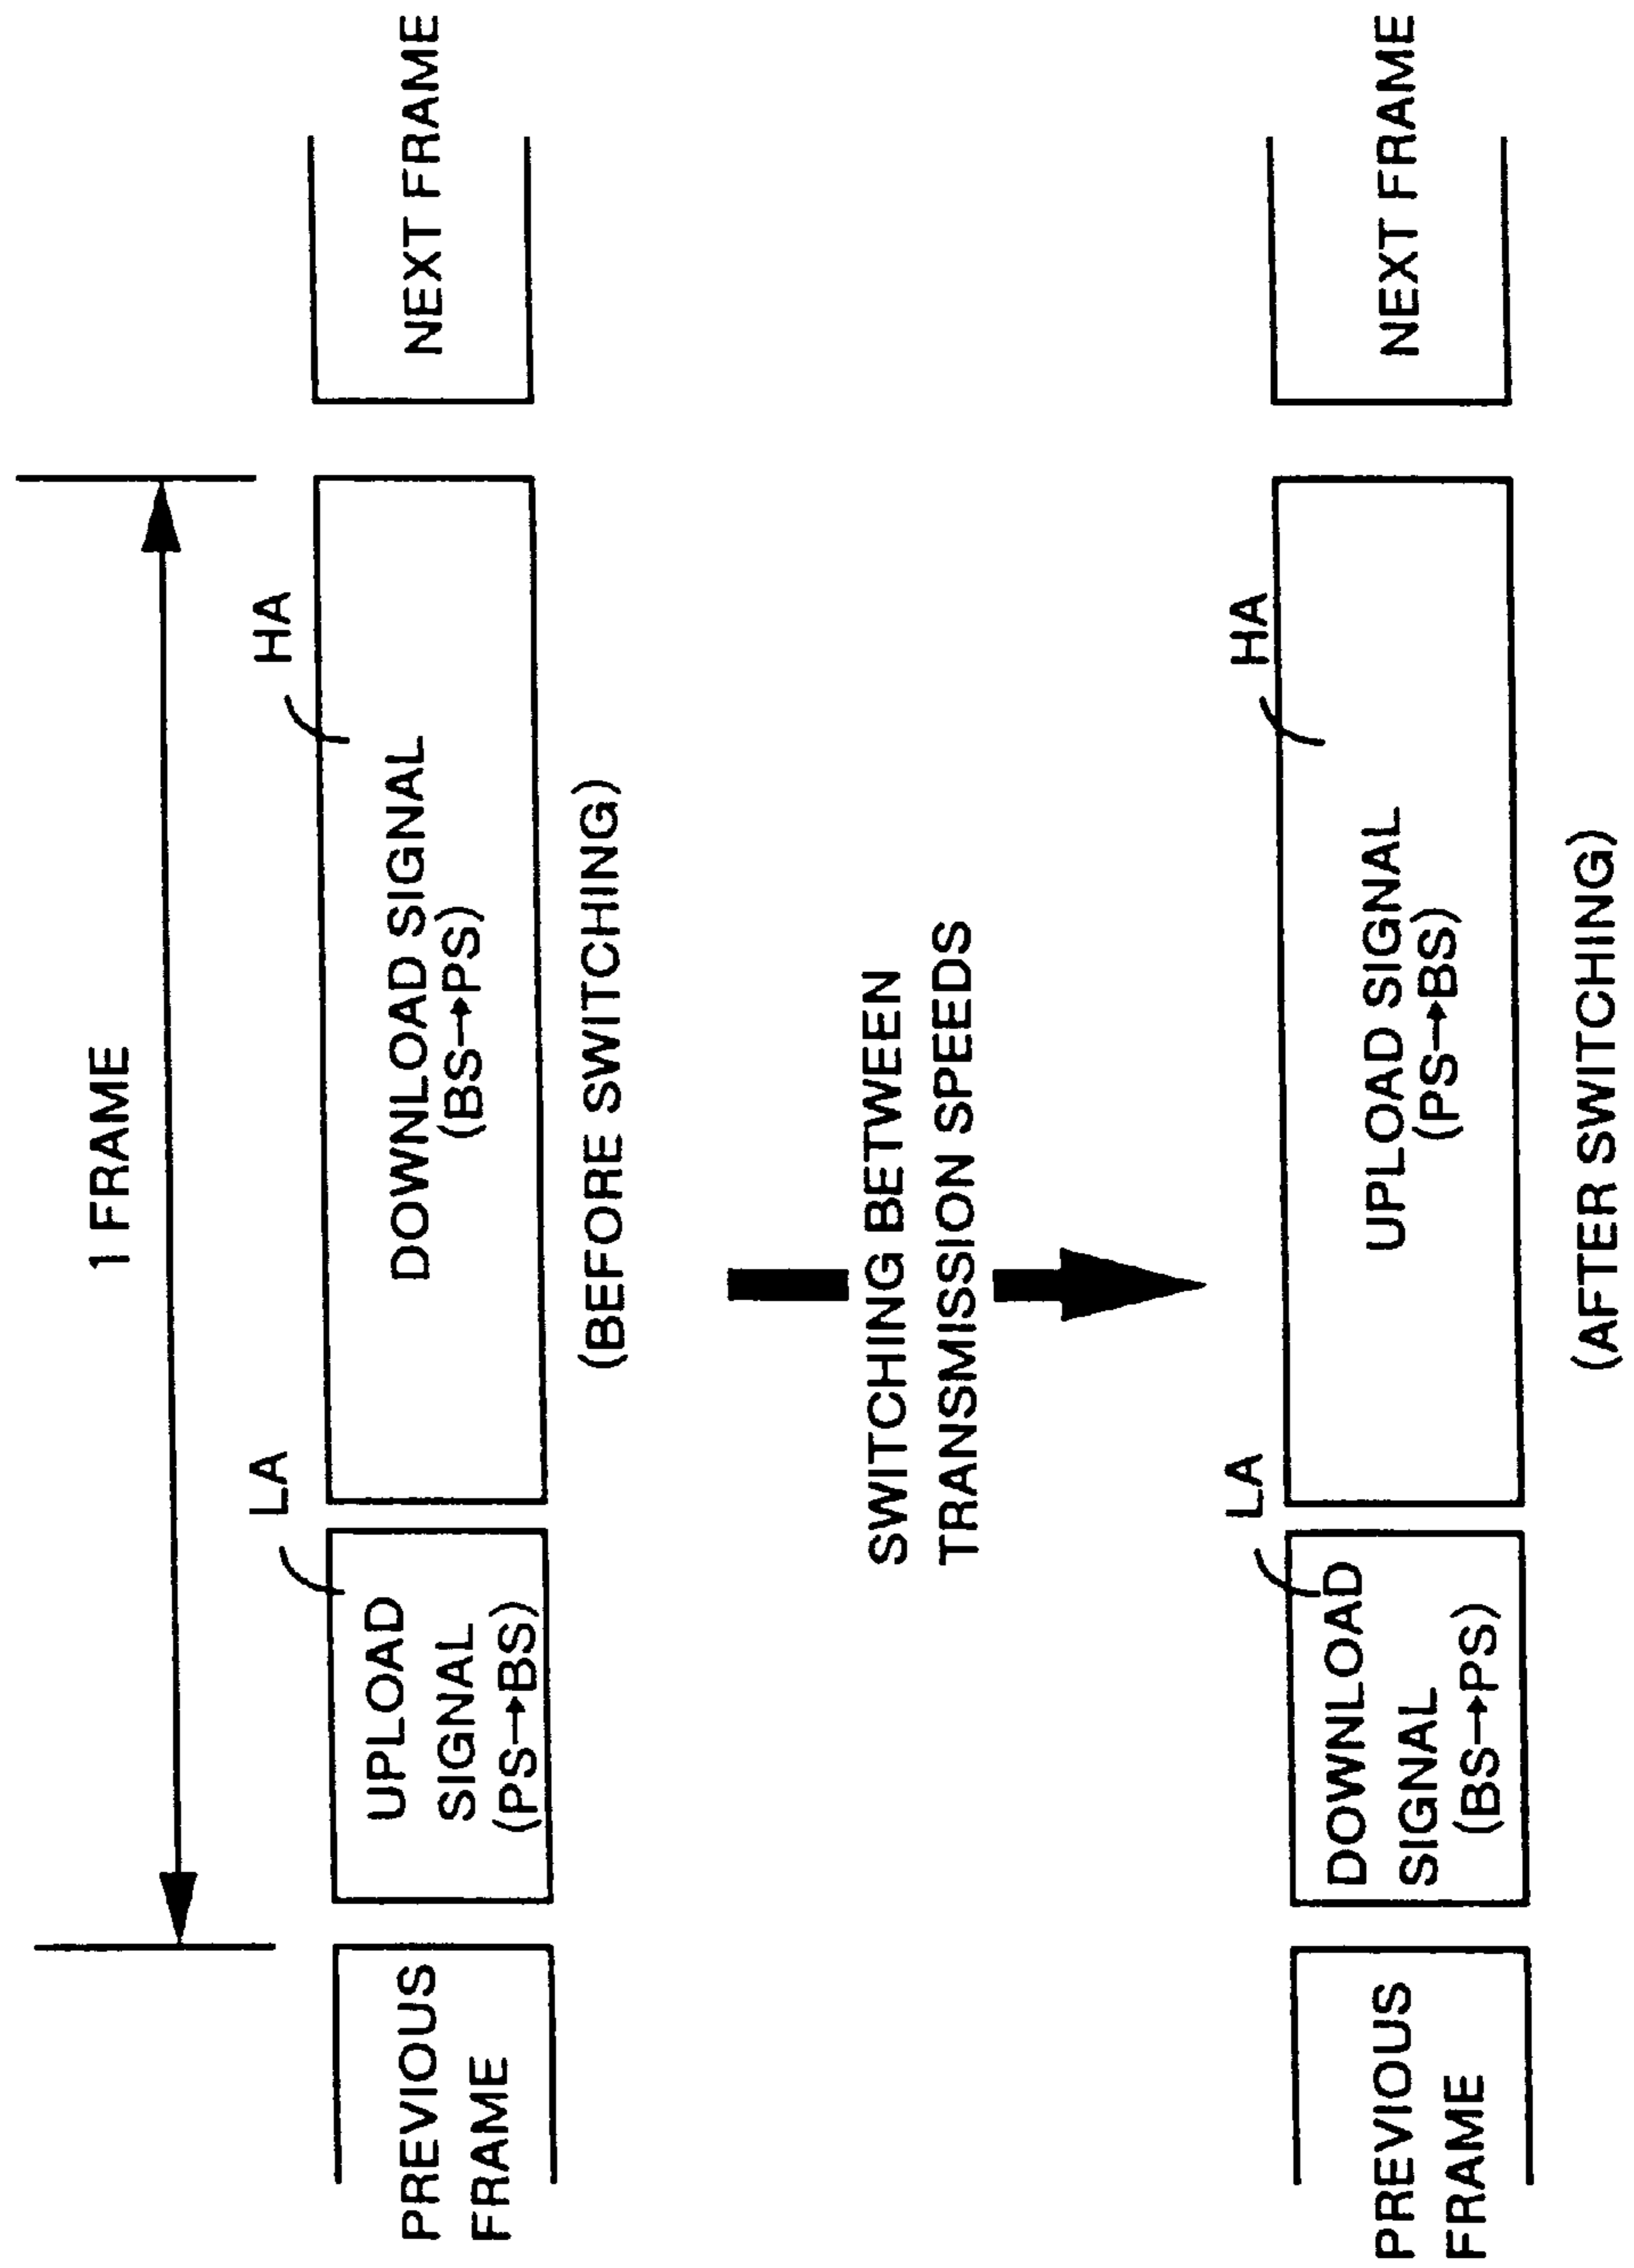 1 FRAME
LA
HA
PREVIOUS
FRAME
UPLOAD
SIGNAL
(PS→BS)
DOWNLOAD SIGNAL
(BS→PS)
NEXT FRAME
(BEFORE SWITCHING)
SWITCHING BETWEEN
TRANSMISSION SPEEDS
LA
HA
PREVIOUS
FRAME
DOWNLOAD
SIGNAL
(BS→PS)
UPLOAD SIGNAL
(PS→BS)
NEXT FRAME
(AFTER SWITCHING)